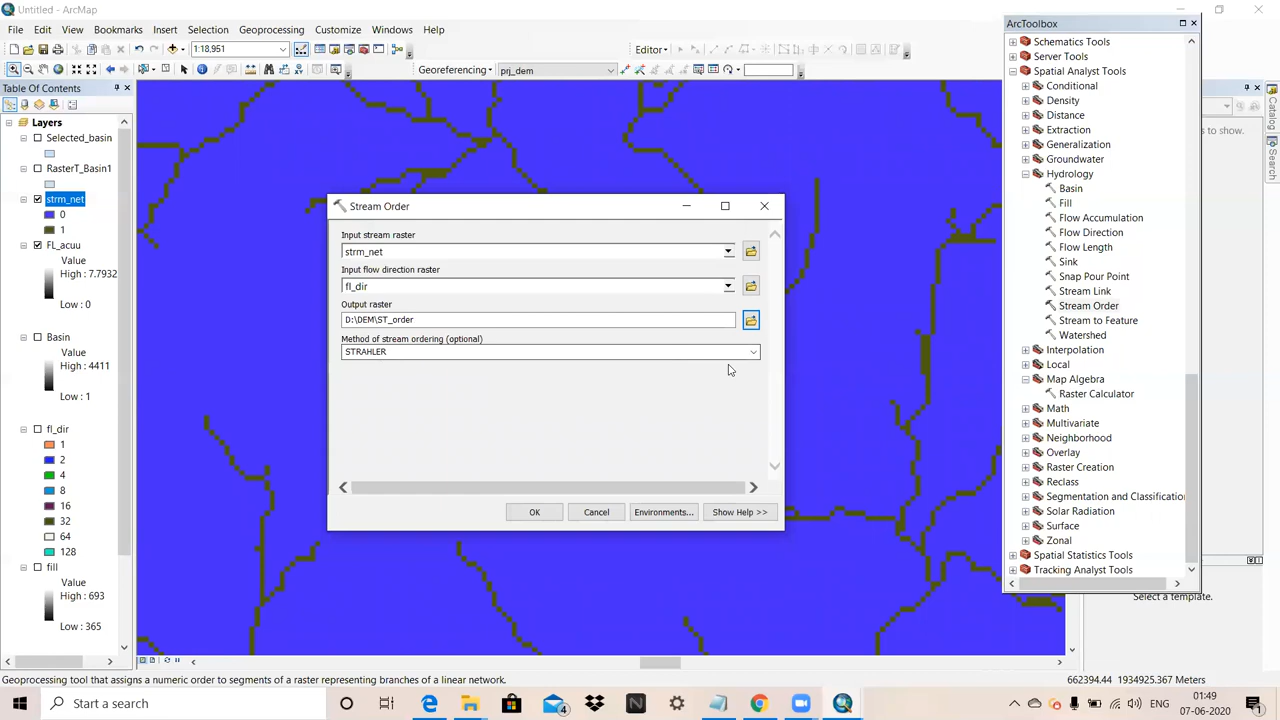 Untitled - ArcMap
File Edit View Bookmarks Insert Selection Geoprocessing Customize Windows Help
1:18,951
Editor
Georeferencing
prj_dem
Table Of Contents
Layers
Selected_basin
RasterT_Basin1
strm_net
0
1
FL_acuu
Value
High : 7.7932
Low : 0
Basin
Value
High : 4411
Low : 1
fl_dir
1
2
4
8
16
32
64
128
fill
Value
High : 693
Low : 365
Stream Order
Input stream raster
strm_net
Input flow direction raster
fl_dir
Output raster
D:\DEM\ST_order
Method of stream ordering (optional)
STRAHLER
OK Cancel Environments... Show Help >>
ArcToolbox
Schematics Tools
Server Tools
Spatial Analyst Tools
Conditional
Density
Distance
Extraction
Generalization
Groundwater
Hydrology
Basin
Fill
Flow Accumulation
Flow Direction
Flow Length
Sink
Snap Pour Point
Stream Link
Stream Order
Stream to Feature
Watershed
Interpolation
Local
Map Algebra
Raster Calculator
Math
Multivariate
Neighborhood
Overlay
Raster Creation
Reclass
Segmentation and Classification
Solar Radiation
Surface
Zonal
Spatial Statistics Tools
Tracking Analyst Tools
s to show.
Catalog
Search
Select a template.
Geoprocessing tool that assigns a numeric order to segments of a raster representing branches of a linear network.
662394.44 1934925.367 Meters
Start a search
4
N
ENG
01:49
07-06-2020
1